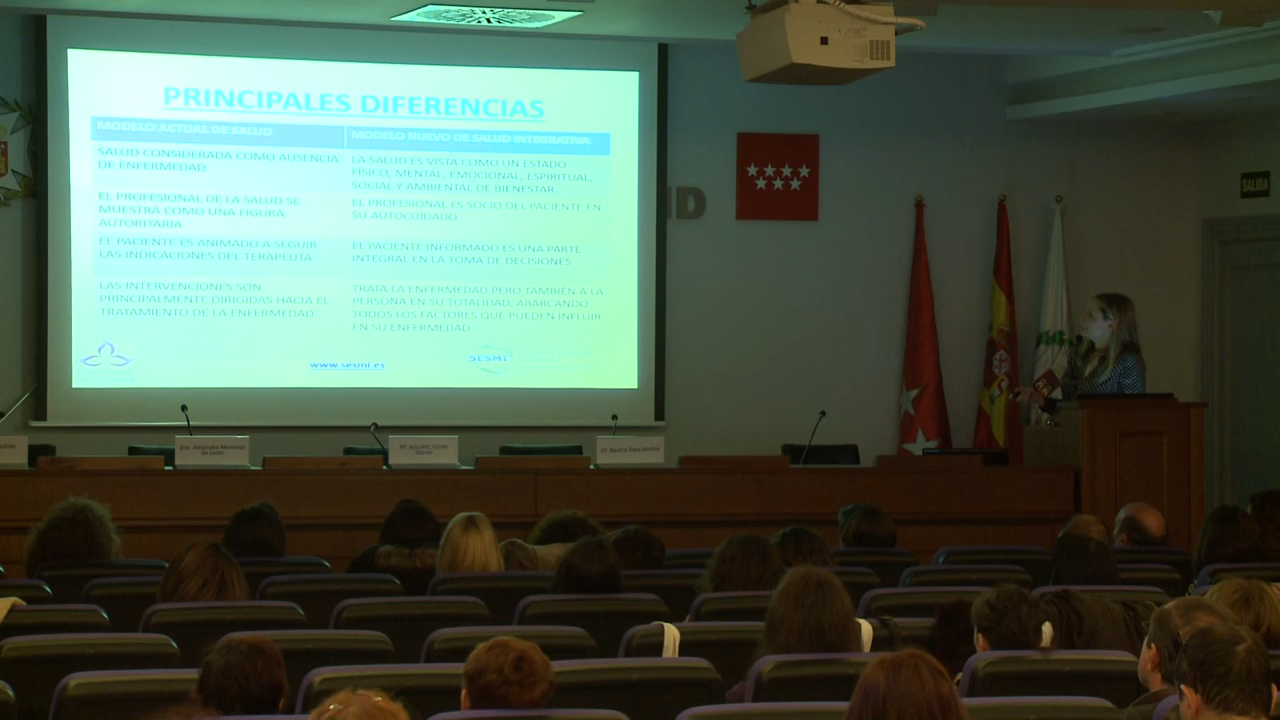 PRINCIPALES DIFERENCIAS
MODELO ACTUAL DE SALUD
MODELO NUEVO DE SALUD INTEGRATIVA
SALUD CONSIDERADA COMO AUSENCIA
DE ENFERMEDAD
LA SALUD ES VISTA COMO UN ESTADO
FÍSICO, MENTAL, EMOCIONAL, ESPIRITUAL,
SOCIAL Y AMBIENTAL DE BIENESTAR.
EL PROFESIONAL DE LA SALUD SE
MUESTRA COMO UNA FIGURA
AUTORITARIA
EL PROFESIONAL ES SOCIO DEL PACIENTE EN
SU AUTOCUIDADO
EL PACIENTE ES ANIMADO A SEGUIR
LAS INDICACIONES DEL TERAPEUTA
EL PACIENTE INFORMADO ES UNA PARTE
INTEGRAL EN LA TOMA DE DECISIONES
LAS INTERVENCIONES SON
PRINCIPALMENTE DIRIGIDAS HACIA EL
TRATAMIENTO DE LA ENFERMEDAD
TRATA LA ENFERMEDAD PERO TAMBIÉN A LA
PERSONA EN SU TOTALIDAD, ABARCANDO
TODOS LOS FACTORES QUE PUEDEN INFLUIR
EN SU ENFERMEDAD
www.sesmi.es
SESMI
ID
SALIDA
Dra. Alejandra